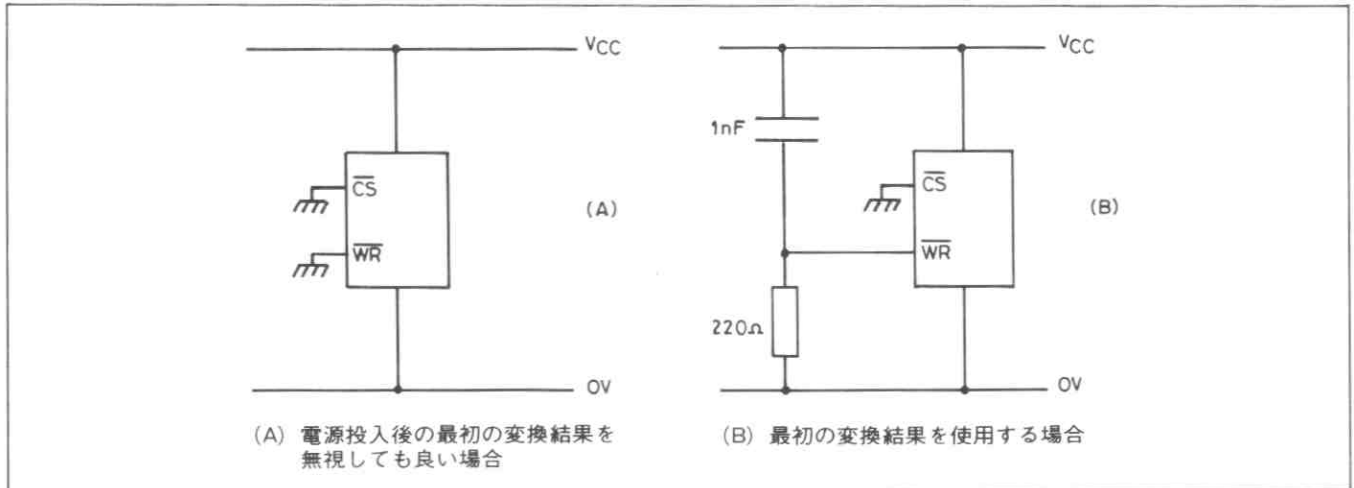 VCC
CS
WR
(A)
0V
(A) 電源投入後の最初の変換結果を
無視しても良い場合
VCC
1nF
CS
WR
(B)
220Ω
0V
(B) 最初の変換結果を使用する場合